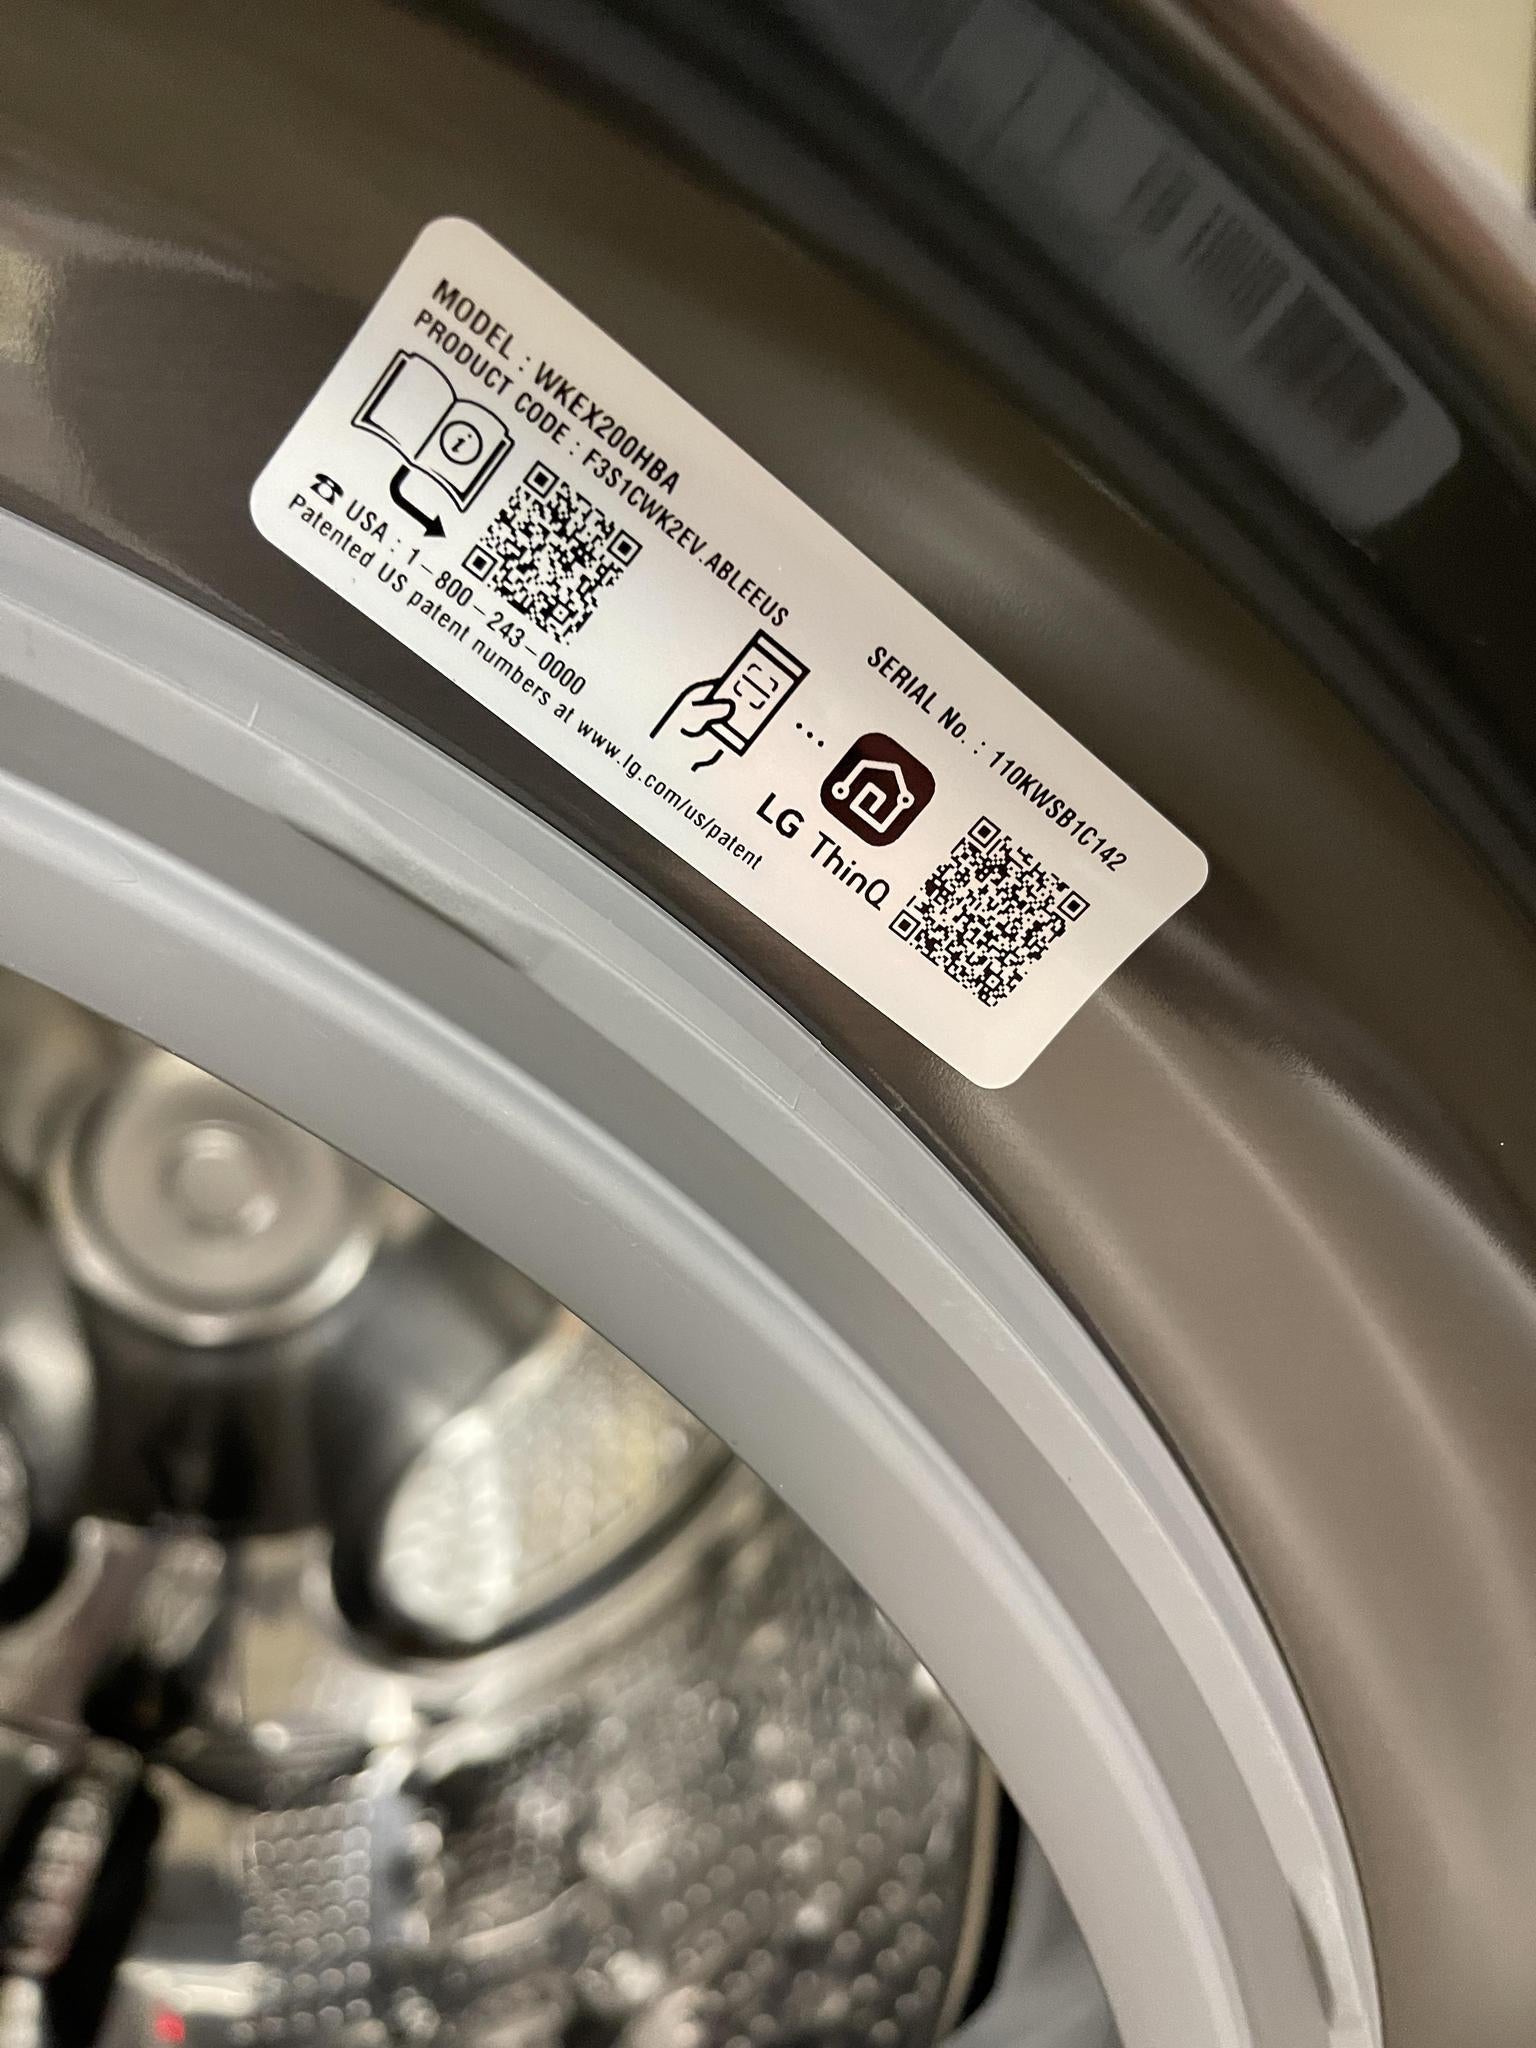 MODEL : WKEX200HBA
PRODUCT CODE : F3S1CWK2EV.ABLEEUS
SERIAL No. : 110KWSB1C142
i
LG ThinQ
☎ USA : 1-800-243-0000
Patented US patent numbers at www.lg.com/us/patent